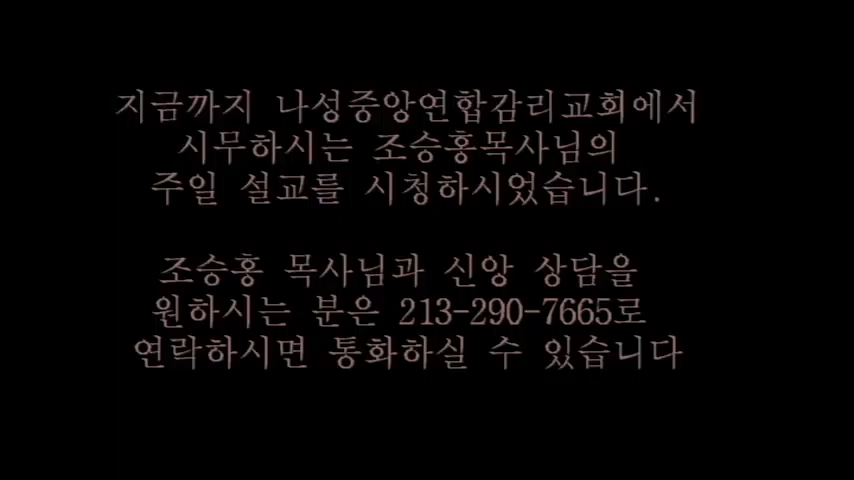 지금까지 나성중앙연합감리교회에서
시무하시는 조승홍목사님의
주일 설교를 시청하시었습니다.
조승홍 목사님과 신앙 상담을
원하시는 분은 213-290-7665로
연락하시면 통화하실 수 있습니다